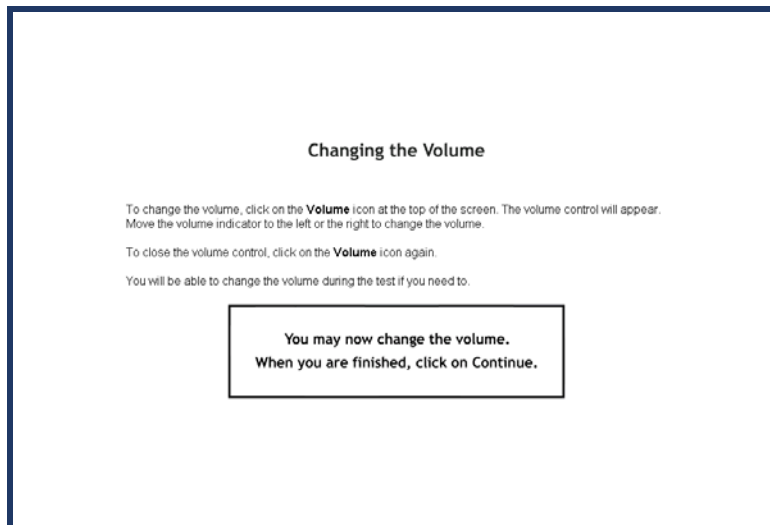 Changing the Volume
To change the volume, click on the Volume icon at the top of the screen. The volume control will appear.
Move the volume indicator to the left or the right to change the volume.
To close the volume control, click on the Volume icon again.
You will be able to change the volume during the test if you need to.
You may now change the volume.
When you are finished, click on Continue.